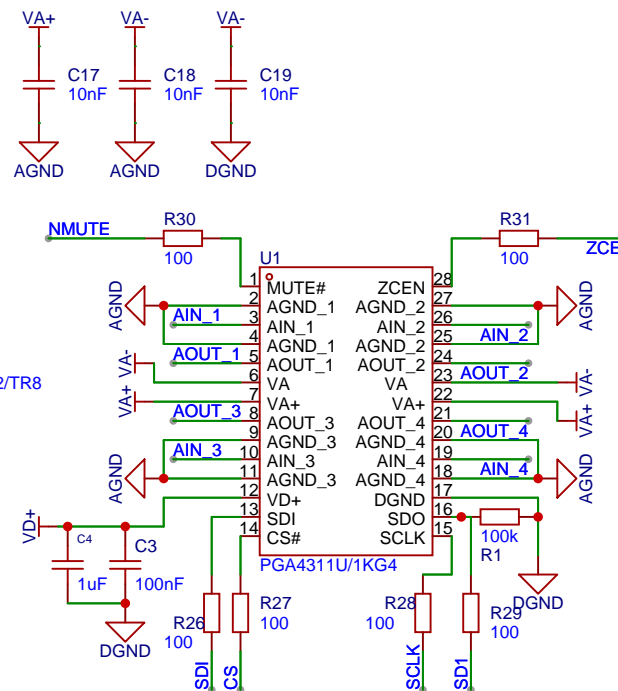 VA+ VA- VA-
C17 C18 C19
10nF 10nF 10nF
AGND AGND DGND
R30 R31
NMUTE ZCE
100 100
U1
1 MUTE# ZCEN 28
2 AGND_1 AGND_2 27
3 AIN_1 AIN_2 26
4 AGND_1 AGND_2 25
5 AOUT_1 AOUT_2 24
6 VA VA 23
7 VA+ VA+ 22
8 AOUT_3 AOUT_4 21
9 AGND_3 AGND_4 20
10 AIN_3 AIN_4 19
11 AGND_3 AGND_4 18
12 VD+ DGND 17
13 SDI SDO 16
14 CS# SCLK 15
PGA4311U/1KG4
AGND
AIN_1
AOUT_1
VA-
2/TR8
VA+
AOUT_3
AIN_3
AGND
VD+
AGND
AIN_2
AOUT_2
VA-
VA+
AOUT_4
AIN_4
AGND
C4 C3
1uF 100nF
DGND
100k
R1
DGND
R26 R27 R28 R29
100 100 100 100
SDI CS SCLK SD1